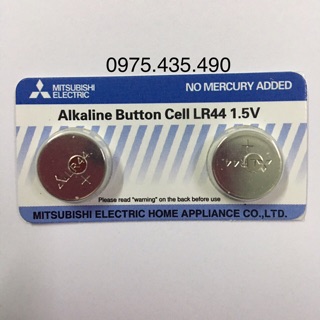 0975.435.490
MITSUBISHI
ELECTRIC
NO MERCURY ADDED
Alkaline Button Cell LR44 1.5V
LR44
+
+
Please read "warning" on the back before use
MITSUBISHI ELECTRIC HOME APPLIANCE CO.,LTD.